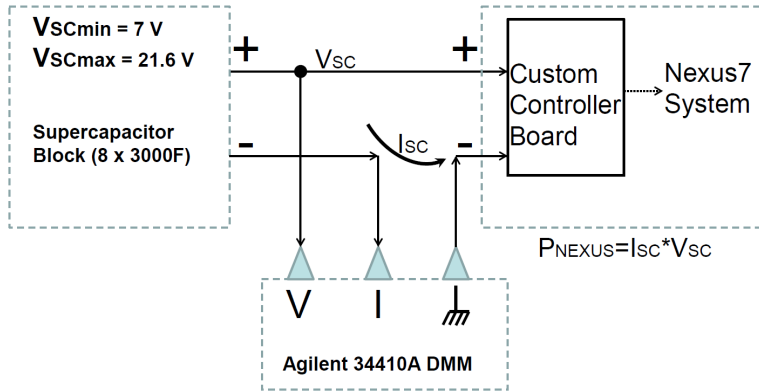 VSCmin = 7 V
VSCmax = 21.6 V
+
VSC
+
Custom
Controller
Board
Nexus7
System
Supercapacitor
Block (8 x 3000F)
-
ISC
-
PNEXUS=ISC*VSC
V
I
Agilent 34410A DMM